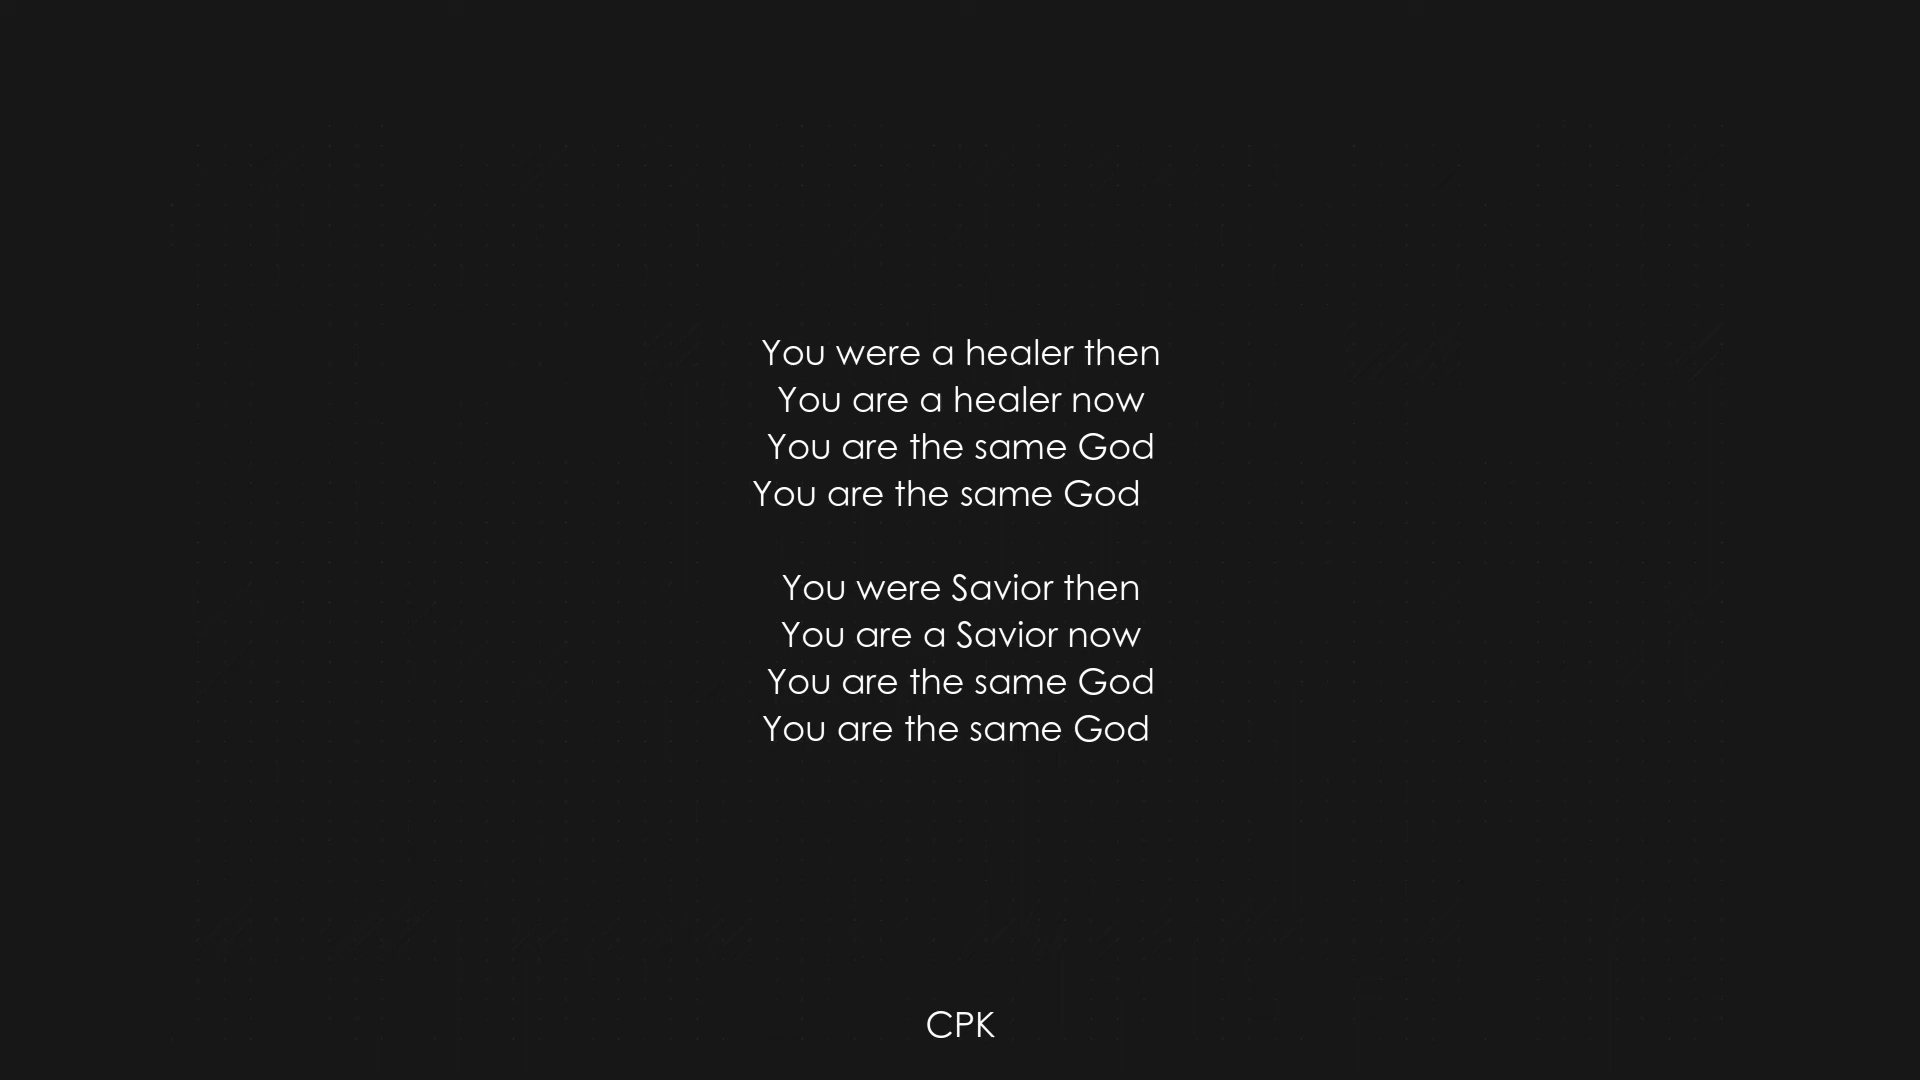 You were a healer then
You are a healer now
You are the same God
You are the same God
You were Savior then
You are a Savior now
You are the same God
You are the same God
CPK